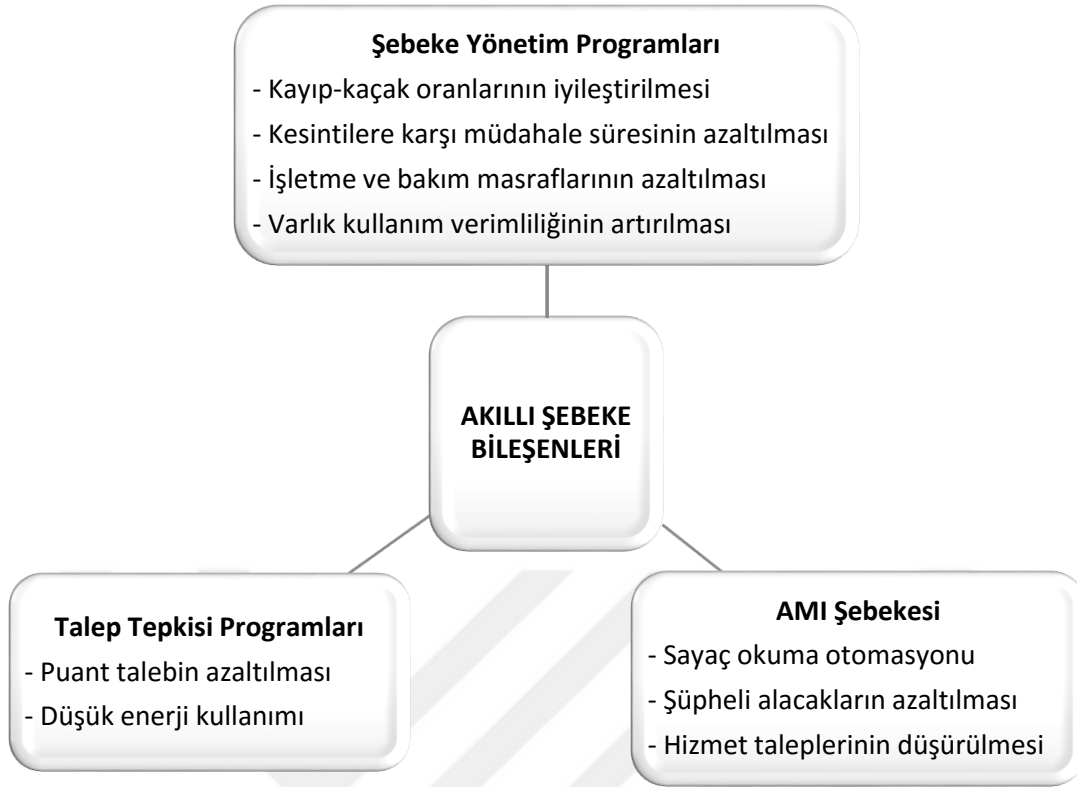 Şebeke Yönetim Programları
- Kayıp-kaçak oranlarının iyileştirilmesi
- Kesintilere karşı müdahale süresinin azaltılması
- İşletme ve bakım masraflarının azaltılması
- Varlık kullanım verimliliğinin artırılması
AKILLI ŞEBEKE
BİLEŞENLERİ
Talep Tepkisi Programları
- Puant talebin azaltılması
- Düşük enerji kullanımı
AMI Şebekesi
- Sayaç okuma otomasyonu
- Şüpheli alacakların azaltılması
- Hizmet taleplerinin düşürülmesi